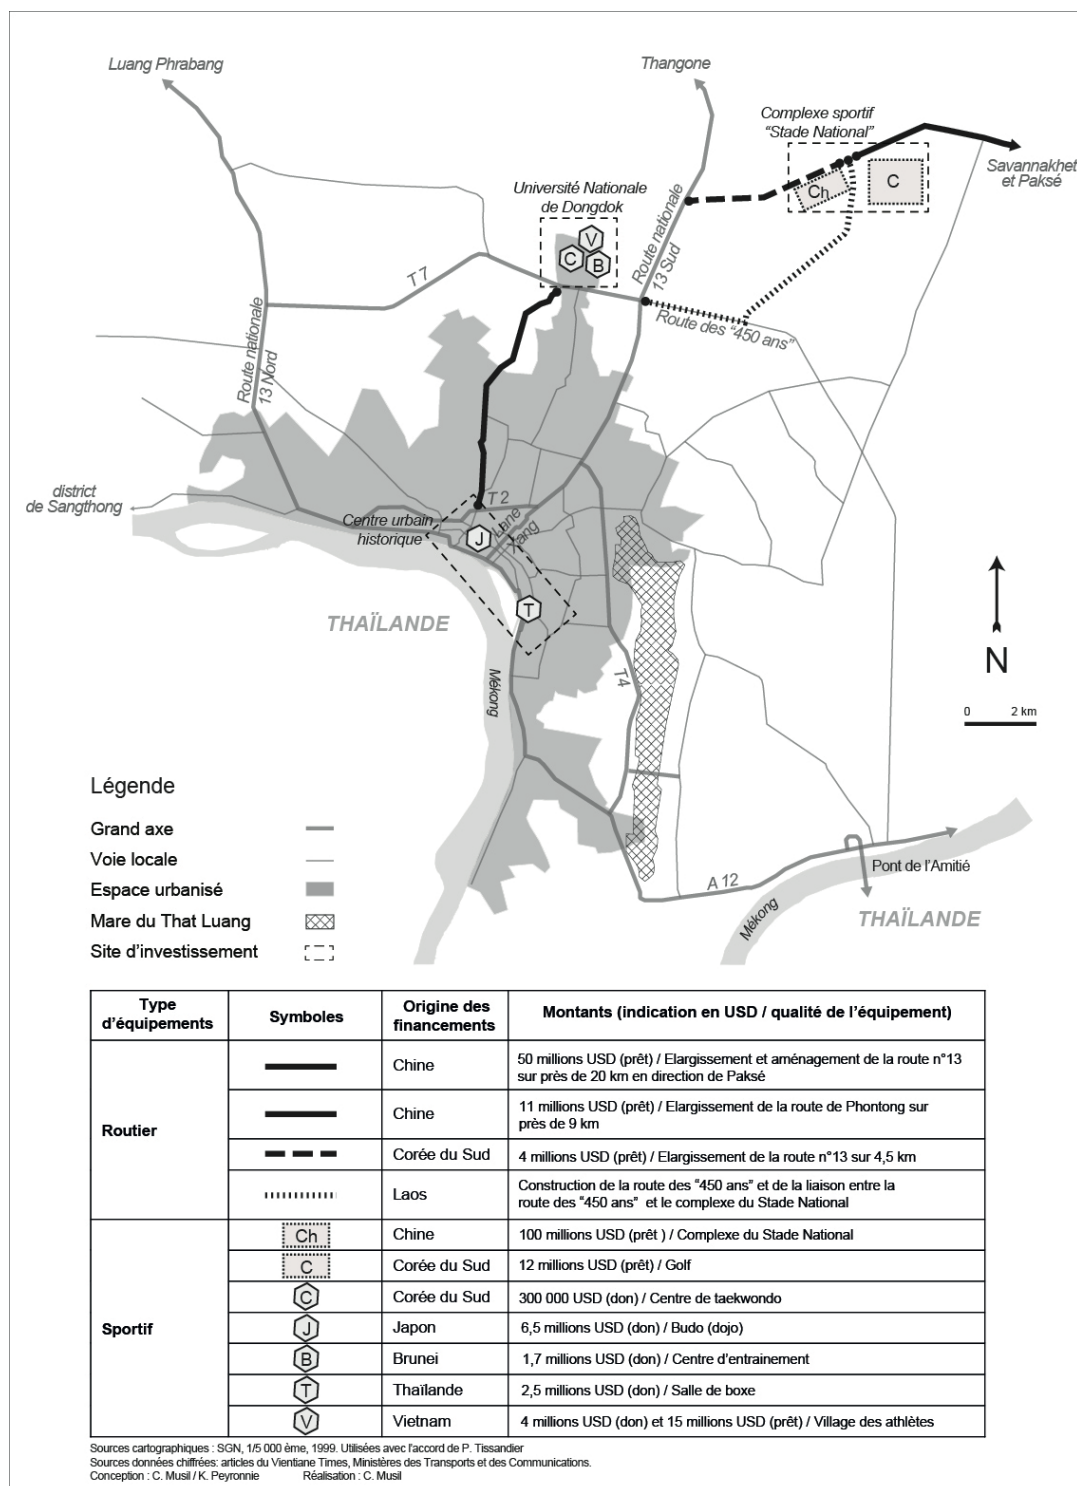 Luang Phrabang
Thangone
Complexe sportif
"Stade National"
Savannakhet
et Paksé
Ch
C
Université Nationale
de Dongdok
V
C
B
Route nationale
13 Sud
T 7
Route des "450 ans"
Route nationale
13 Nord
district
de Sangthong
T 2
Lane
Xang
Centre urbain
historique
J
T
THAÏLANDE
N
Mékong
T4
0 2 km
Légende
Grand axe
Voie locale
Espace urbanisé
Mare du That Luang
Site d'investissement
Pont de l'Amitié
A 12
Mékong
THAÏLANDE
Type d'équipements Symboles Origine des financements Montants (indication en USD / qualité de l'équipement)
Routier
Chine 50 millions USD (prêt) / Elargissement et aménagement de la route n°13
sur près de 20 km en direction de Paksé
Chine 11 millions USD (prêt) / Elargissement de la route de Phontong sur
près de 9 km
Corée du Sud 4 millions USD (prêt) / Elargissement de la route n°13 sur 4,5 km
Laos Construction de la route des "450 ans" et de la liaison entre la
route des "450 ans" et le complexe du Stade National
Sportif
Ch Chine 100 millions USD (prêt ) / Complexe du Stade National
C Corée du Sud 12 millions USD (prêt) / Golf
C Corée du Sud 300 000 USD (don) / Centre de taekwondo
J Japon 6,5 millions USD (don) / Budo (dojo)
B Brunei 1,7 millions USD (don) / Centre d'entrainement
T Thaïlande 2,5 millions USD (don) / Salle de boxe
V Vietnam 4 millions USD (don) et 15 millions USD (prêt) / Village des athlètes
Sources cartographiques : SGN, 1/5 000 ème, 1999. Utilisées avec l'accord de P. Tissandier
Sources données chiffrées: articles du Vientiane Times, Ministères des Transports et des Communications.
Conception : C. Musil / K. Peyronnie Réalisation : C. Musil